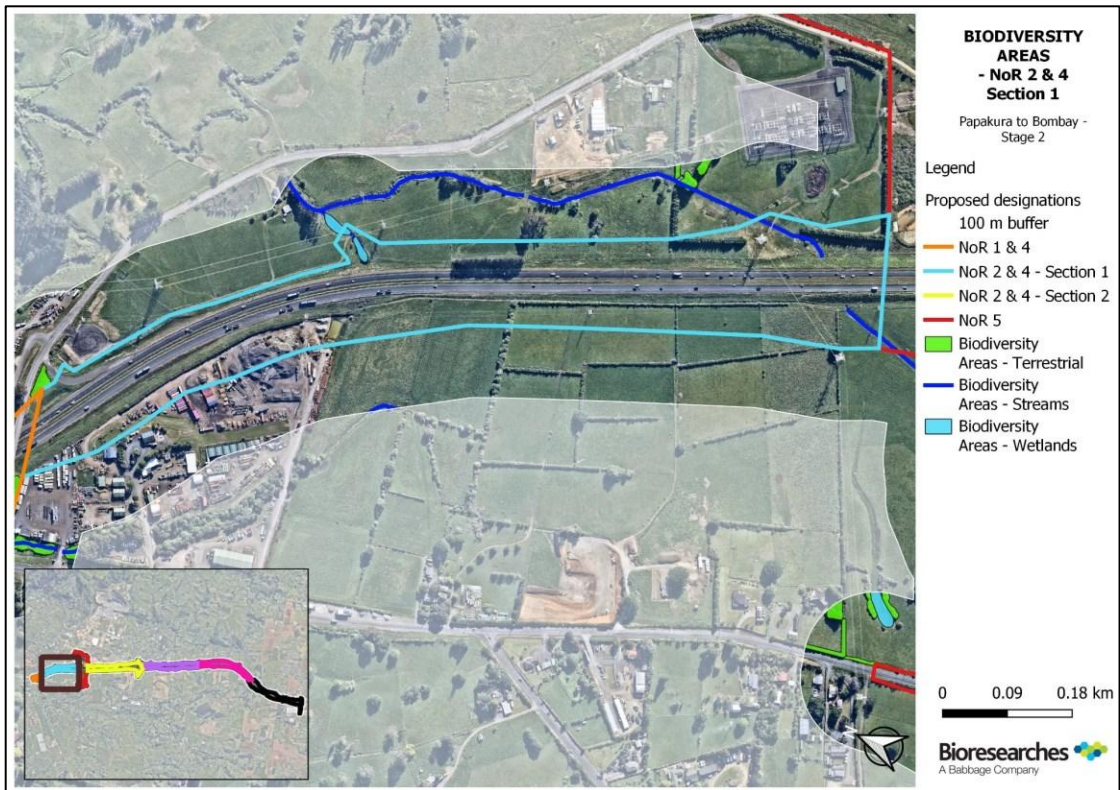 BIODIVERSITY
AREAS
- NoR 2 & 4
Section 1
Papakura to Bombay -
Stage 2
Legend
Proposed designations
100 m buffer
NoR 1 & 4
NoR 2 & 4 - Section 1
NoR 2 & 4 - Section 2
NoR 5
Biodiversity
Areas - Terrestrial
Biodiversity
Areas - Streams
Biodiversity
Areas - Wetlands
0 0.09 0.18 km
Bioresearches
A Babbage Company